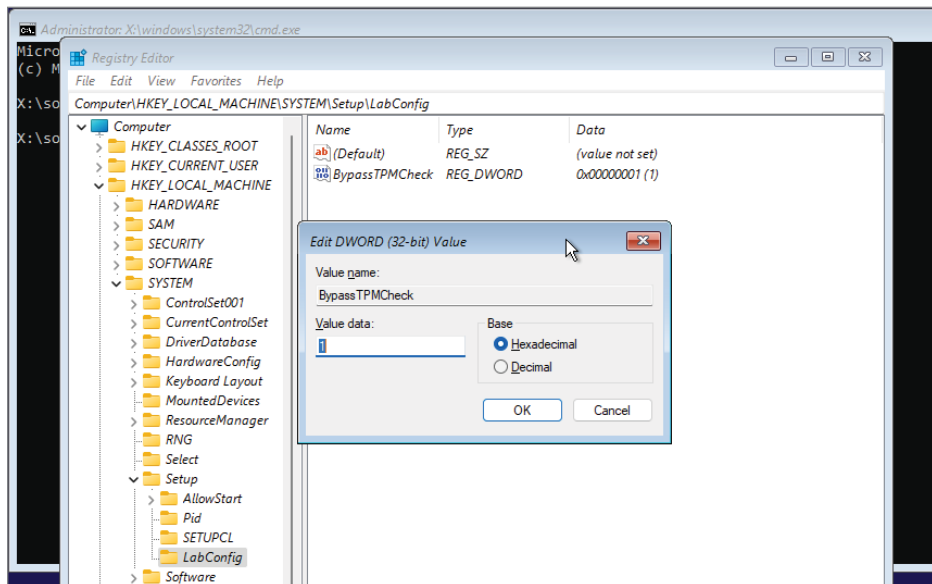 Administrator: X:\windows\system32\cmd.exe
Micro
(c) M
X:\so
X:\so
Registry Editor
File Edit View Favorites Help
Computer\HKEY_LOCAL_MACHINE\SYSTEM\Setup\LabConfig
Computer
HKEY_CLASSES_ROOT
HKEY_CURRENT_USER
HKEY_LOCAL_MACHINE
HARDWARE
SAM
SECURITY
SOFTWARE
SYSTEM
ControlSet001
CurrentControlSet
DriverDatabase
HardwareConfig
Keyboard Layout
MountedDevices
ResourceManager
RNG
Select
Setup
AllowStart
Pid
SETUPCL
LabConfig
Software
Name Type Data
(Default) REG_SZ (value not set)
BypassTPMCheck REG_DWORD 0x00000001 (1)
Edit DWORD (32-bit) Value
Value name:
BypassTPMCheck
Value data:
1
Base
Hexadecimal
Decimal
OK Cancel